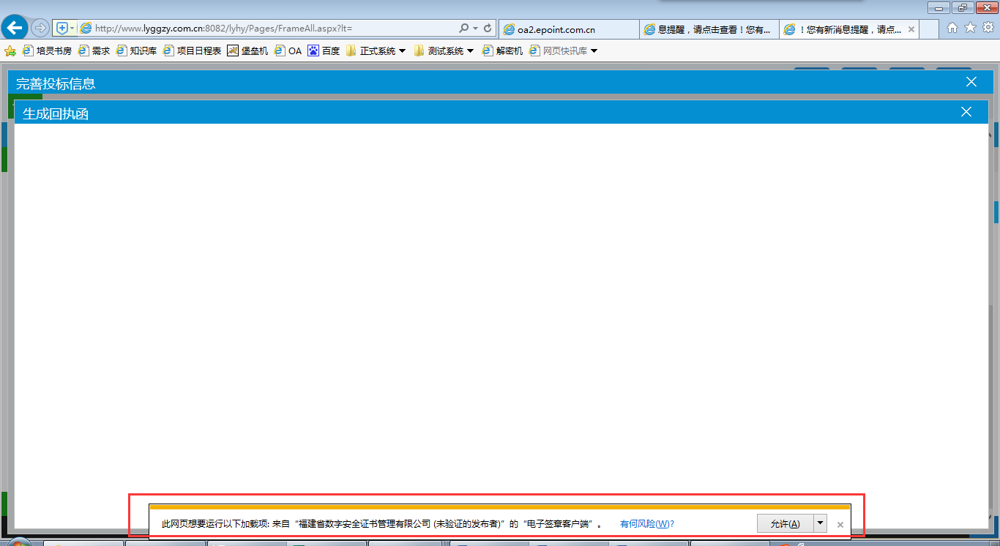 http://www.lyggzy.com.cn:8082/lyhy/Pages/FrameAll.aspx?lt=
oa2.epoint.com.cn
息提醒，请点击查看！您有...
！您有新消息提醒，请点...
培灵书房
需求
知识库
项目日程表
堡垒机
OA
百度
正式系统
测试系统
解密机
网页快讯库
完善投标信息
生成回执函
此网页想要运行以下加载项: 来自“福建省数字安全证书管理有限公司 (未验证的发布者)”的“电子签章客户端”。
有何风险(W)?
允许(A)